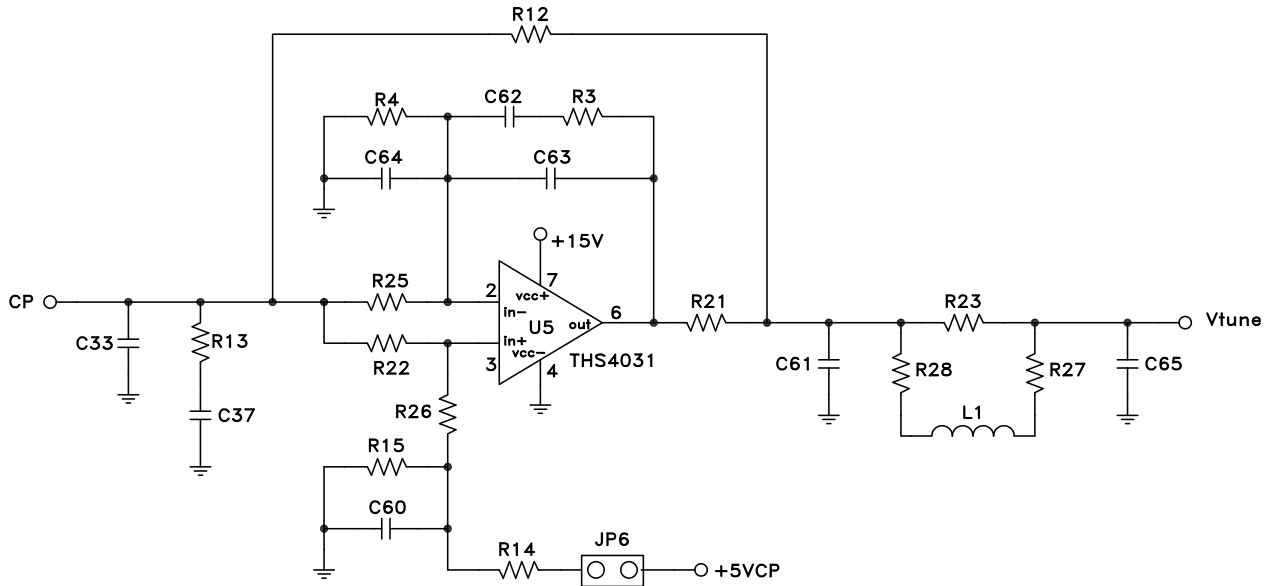 R12
R4
C62
R3
C64
C63
+15V
7
vcc+
CP
R25
2
in-
U5
out
6
R21
R23
Vtune
C33
R13
R22
in+
3
vcc-
4
THS4031
C61
R28
R27
C65
C37
R26
L1
R15
C60
R14
JP6
+5VCP